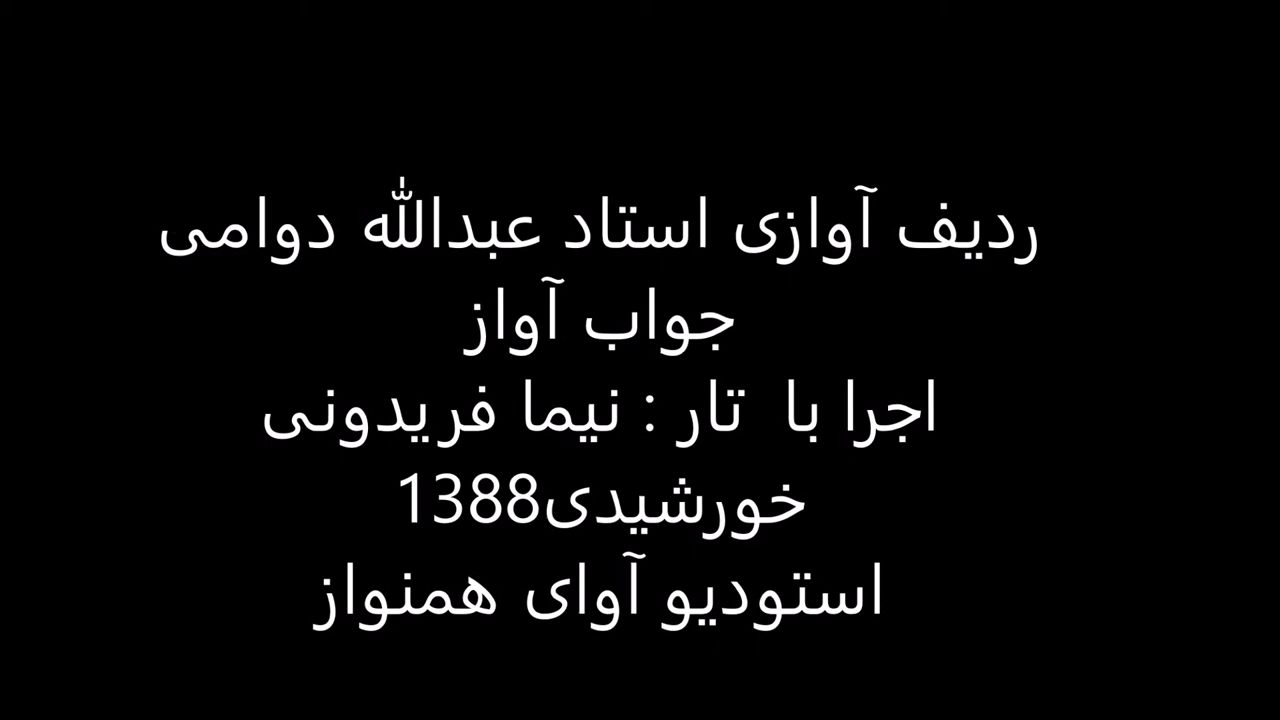 ردیف آوازی استاد عبدالله دوامی
جواب آواز
اجرا با تار : نیما فریدونی
خورشیدی1388
استودیو آوای همنواز